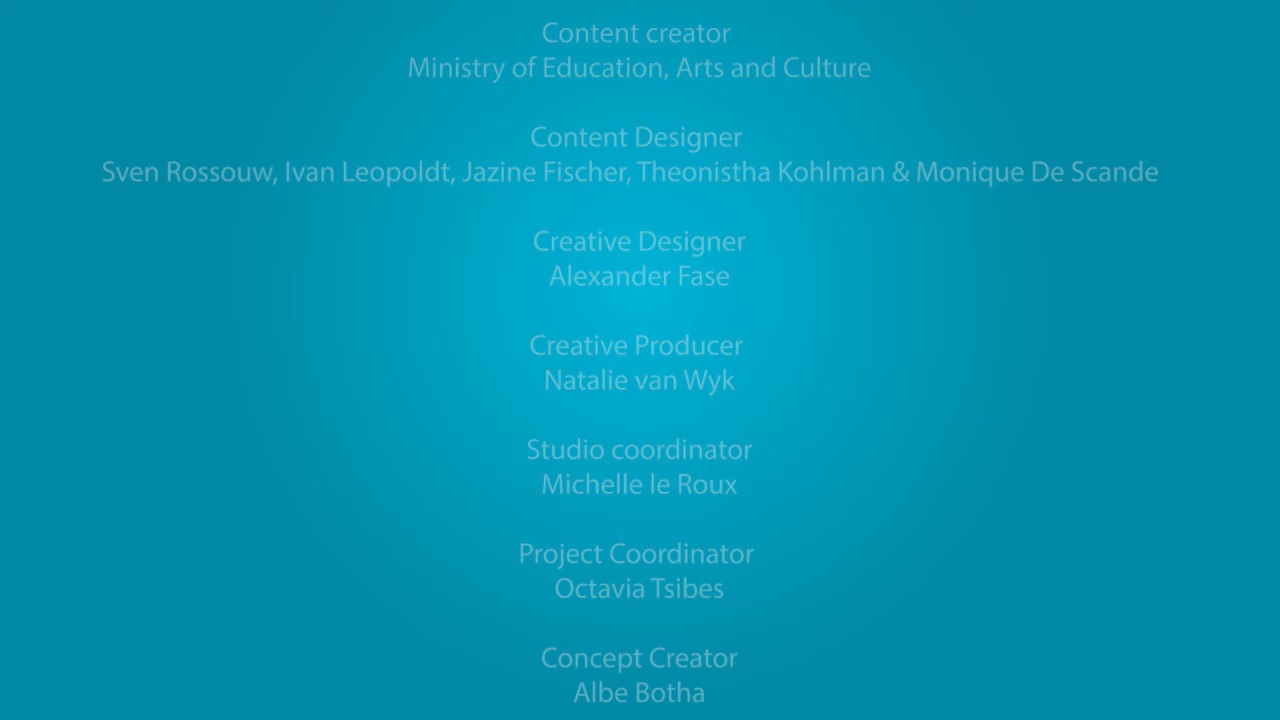 Content creator
Ministry of Education, Arts and Culture
Content Designer
Sven Rossouw, Ivan Leopoldt, Jazine Fischer, Theonistha Kohlman & Monique De Scande
Creative Designer
Alexander Fase
Creative Producer
Natalie van Wyk
Studio coordinator
Michelle le Roux
Project Coordinator
Octavia Tsibes
Concept Creator
Albe Botha